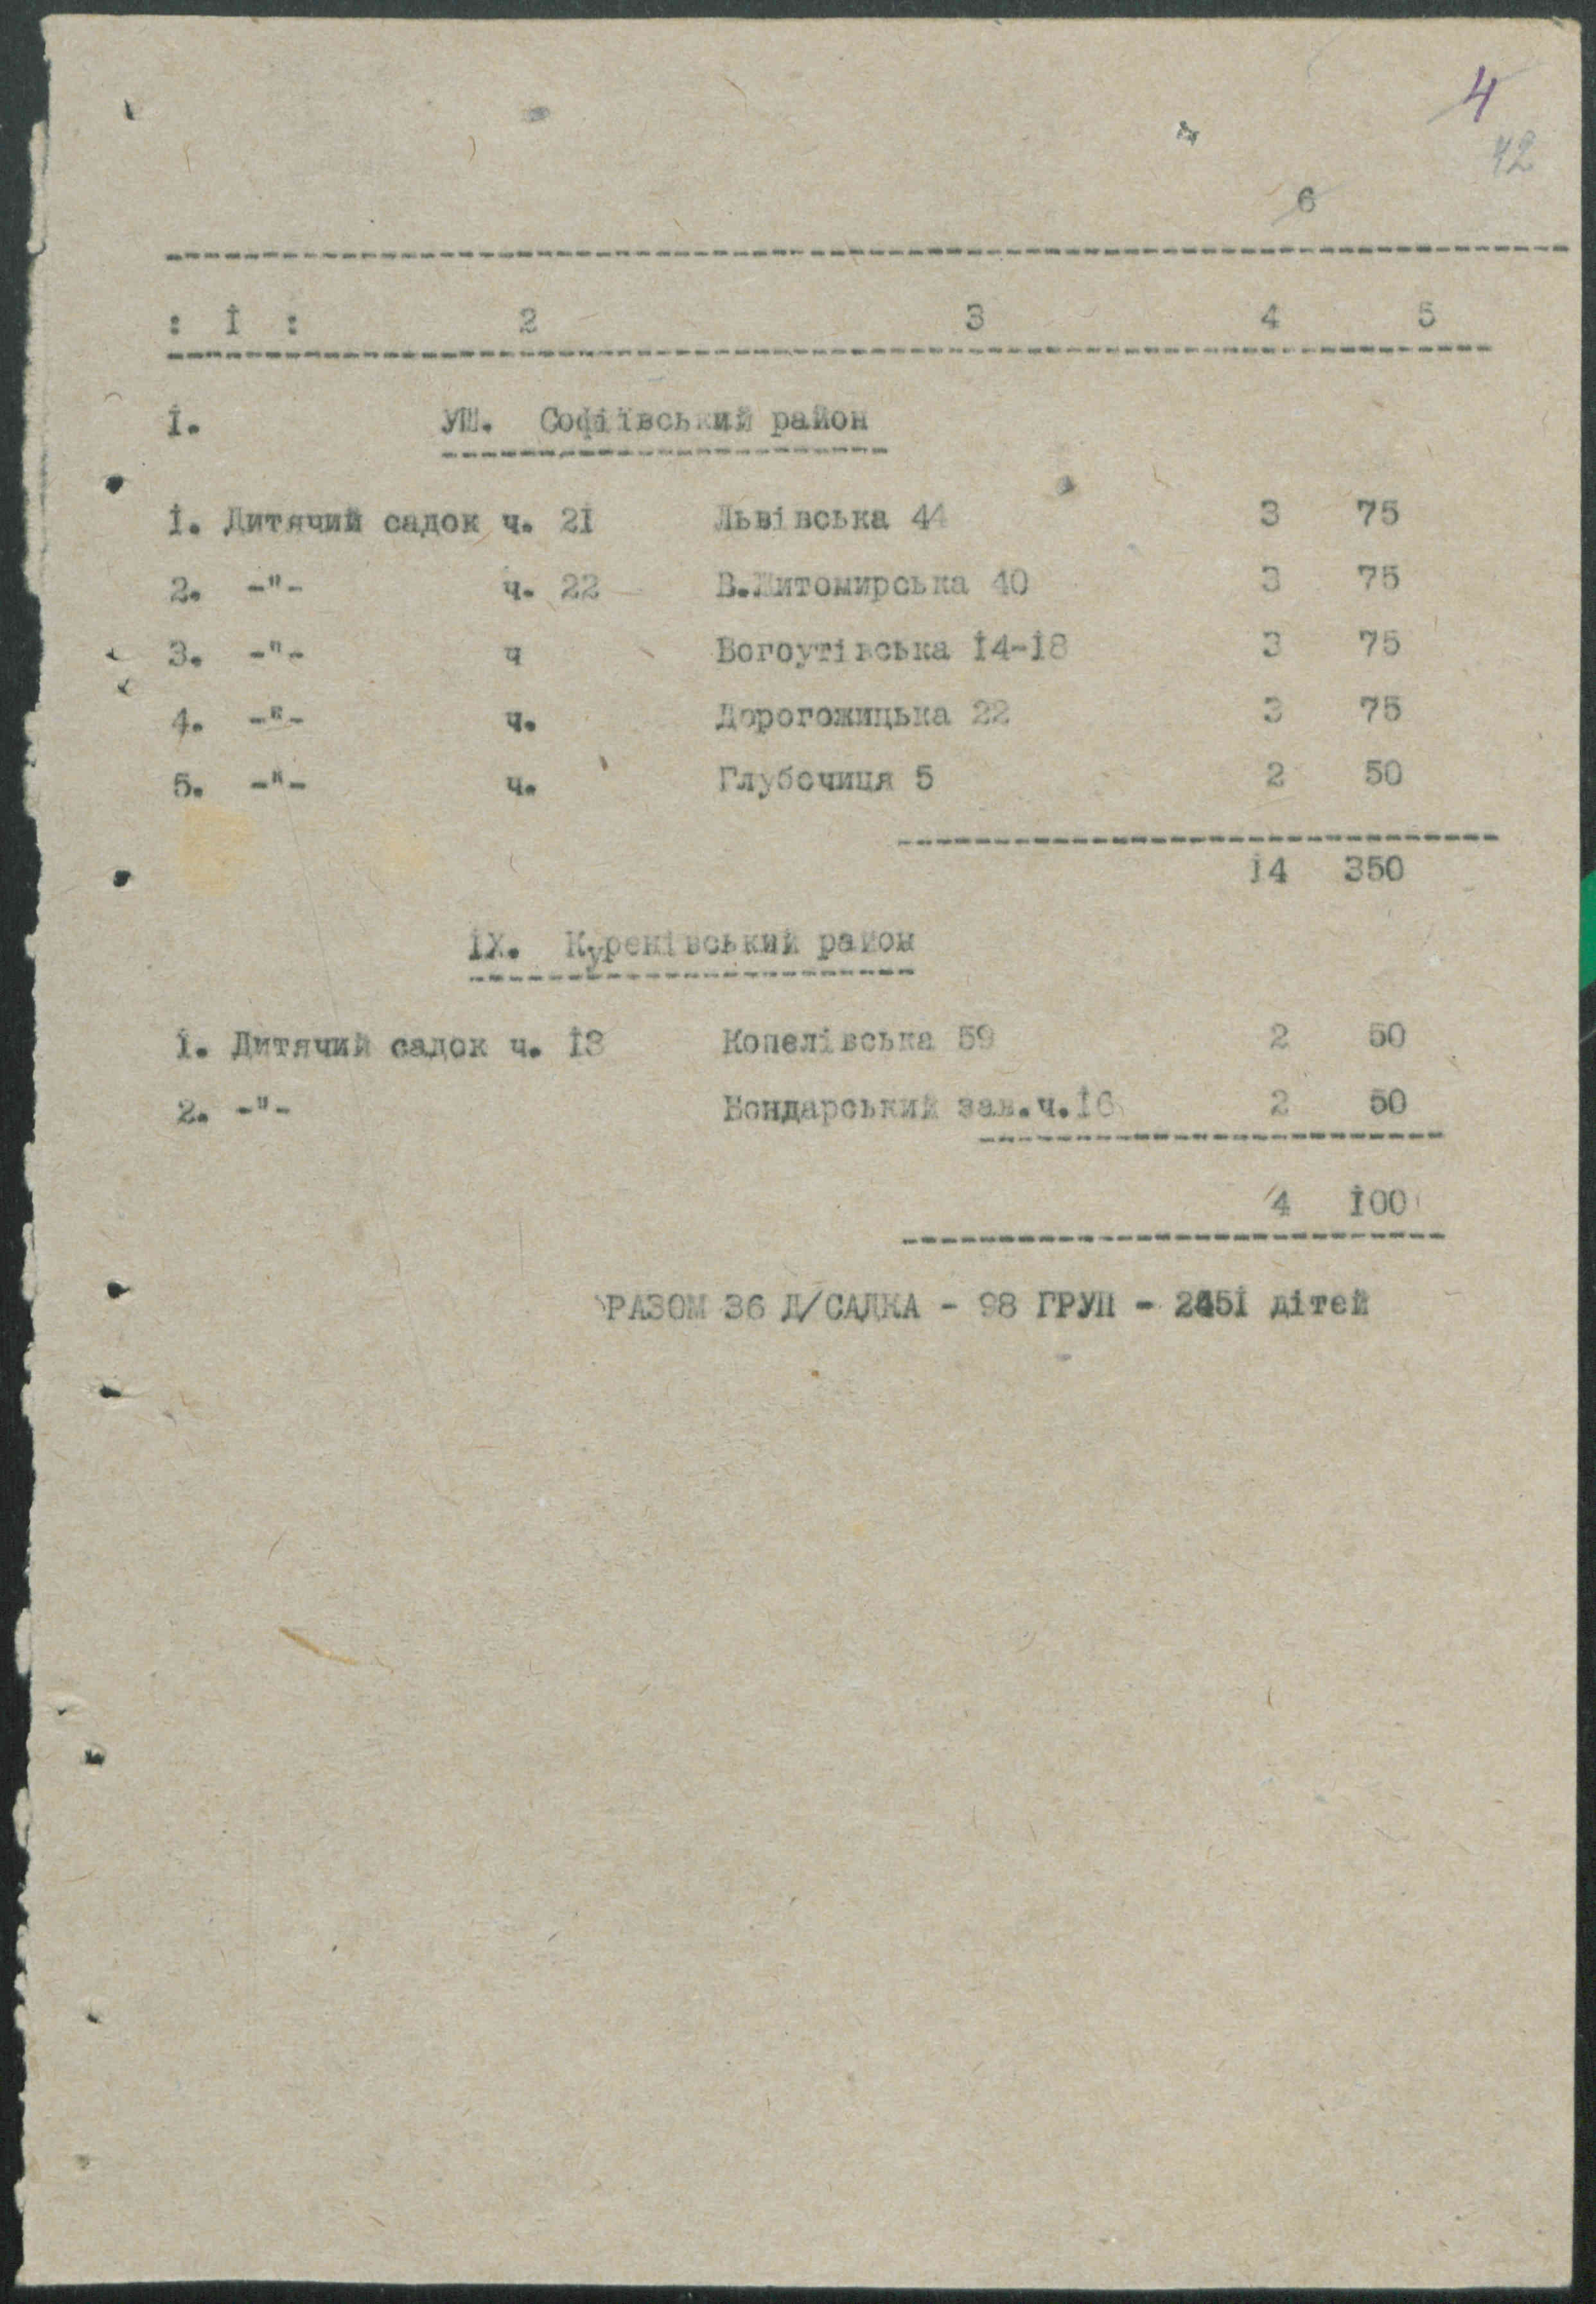 4
42
6
: І : 2 3 4 5
І. УШ. Софіївський район
І. Дитячий садок ч. 2І Львівська 44 3 75
2. -"- ч. 22 В.Житомирська 40 3 75
3. -"- ч Вогоутівська І4-І8 3 75
4. -"- ч. Дорогожицька 22 3 75
5. -"- ч. Глубочиця 5 2 50
І4 350
ІХ. Куренівський район
І. Дитячий садок ч. І3 Копелівська 59 2 50
2. -"- Бондарський зав.ч.І6 2 50
4 І00
РАЗОМ 36 Д/САДКА - 98 ГРУП - 245І дітей